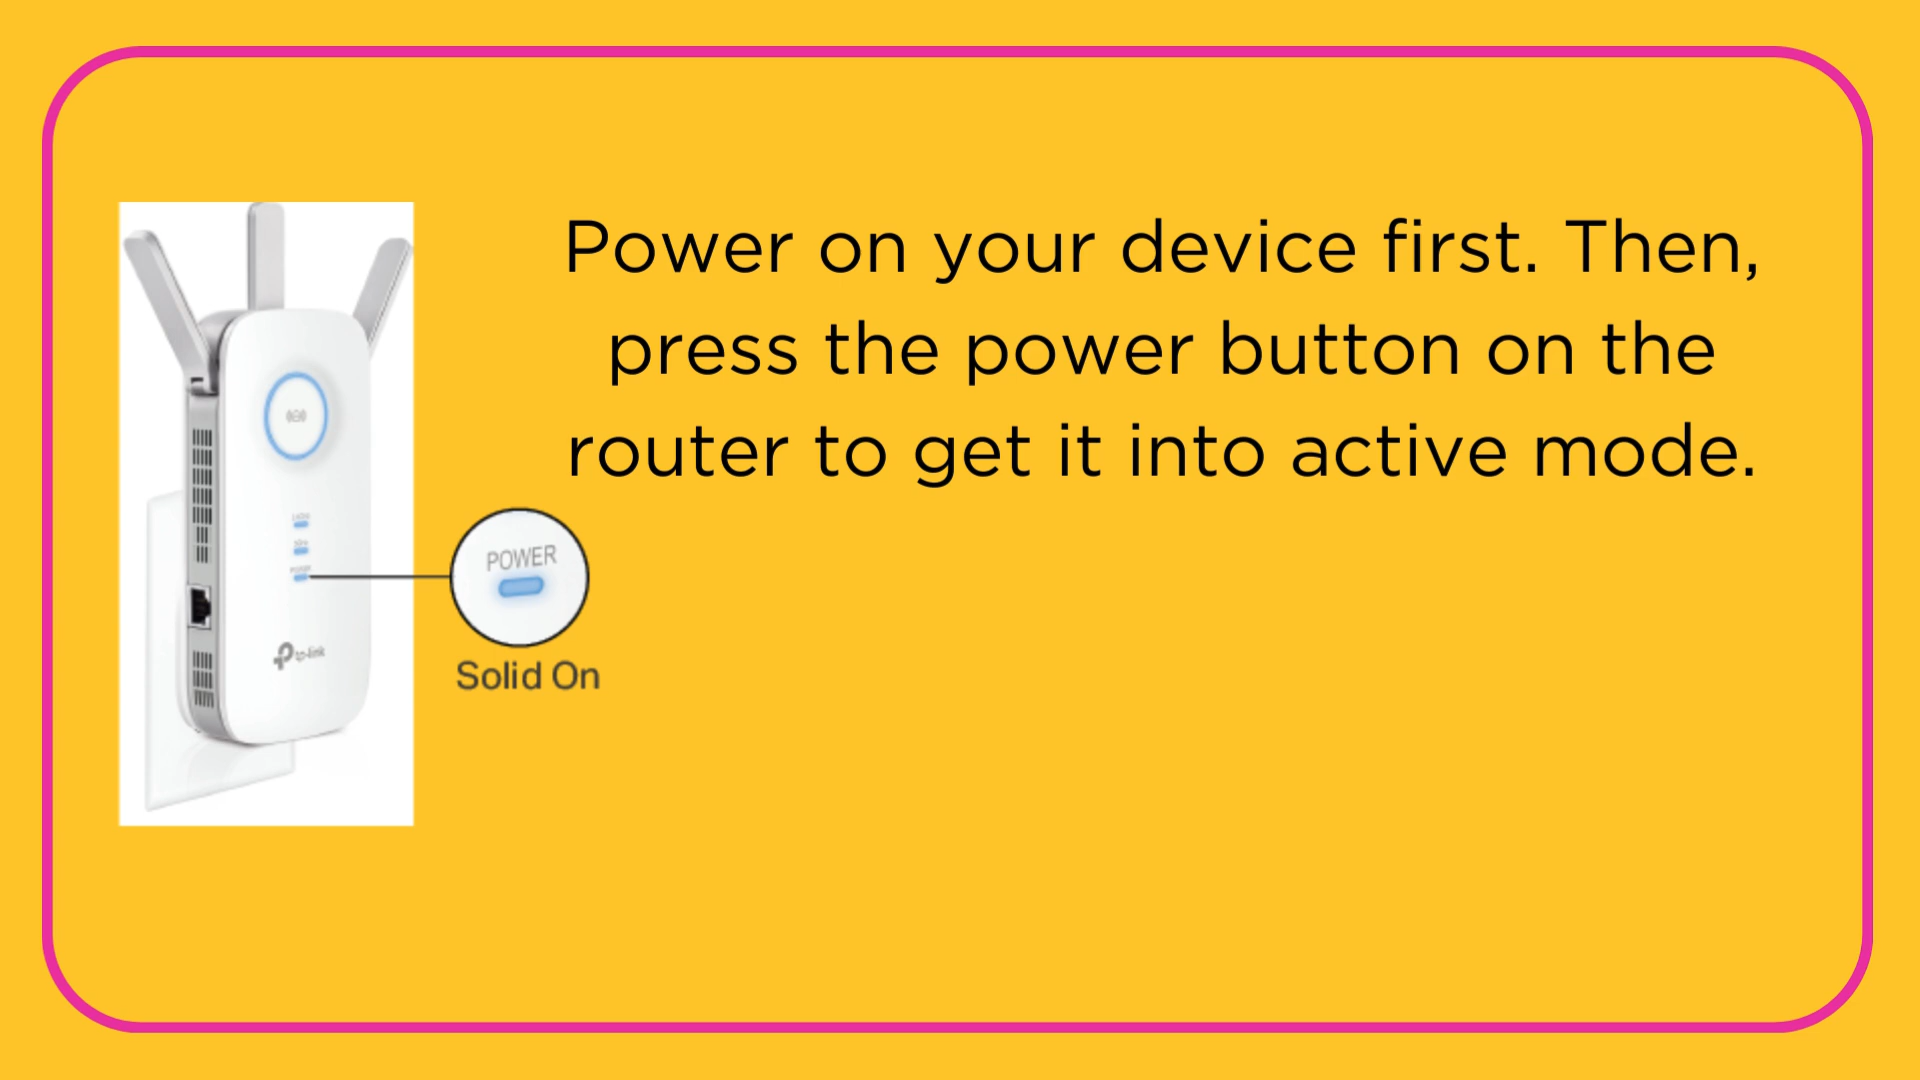 Power on your device first. Then,
press the power button on the
router to get it into active mode.
POWER
Solid On
POWER
tp-link